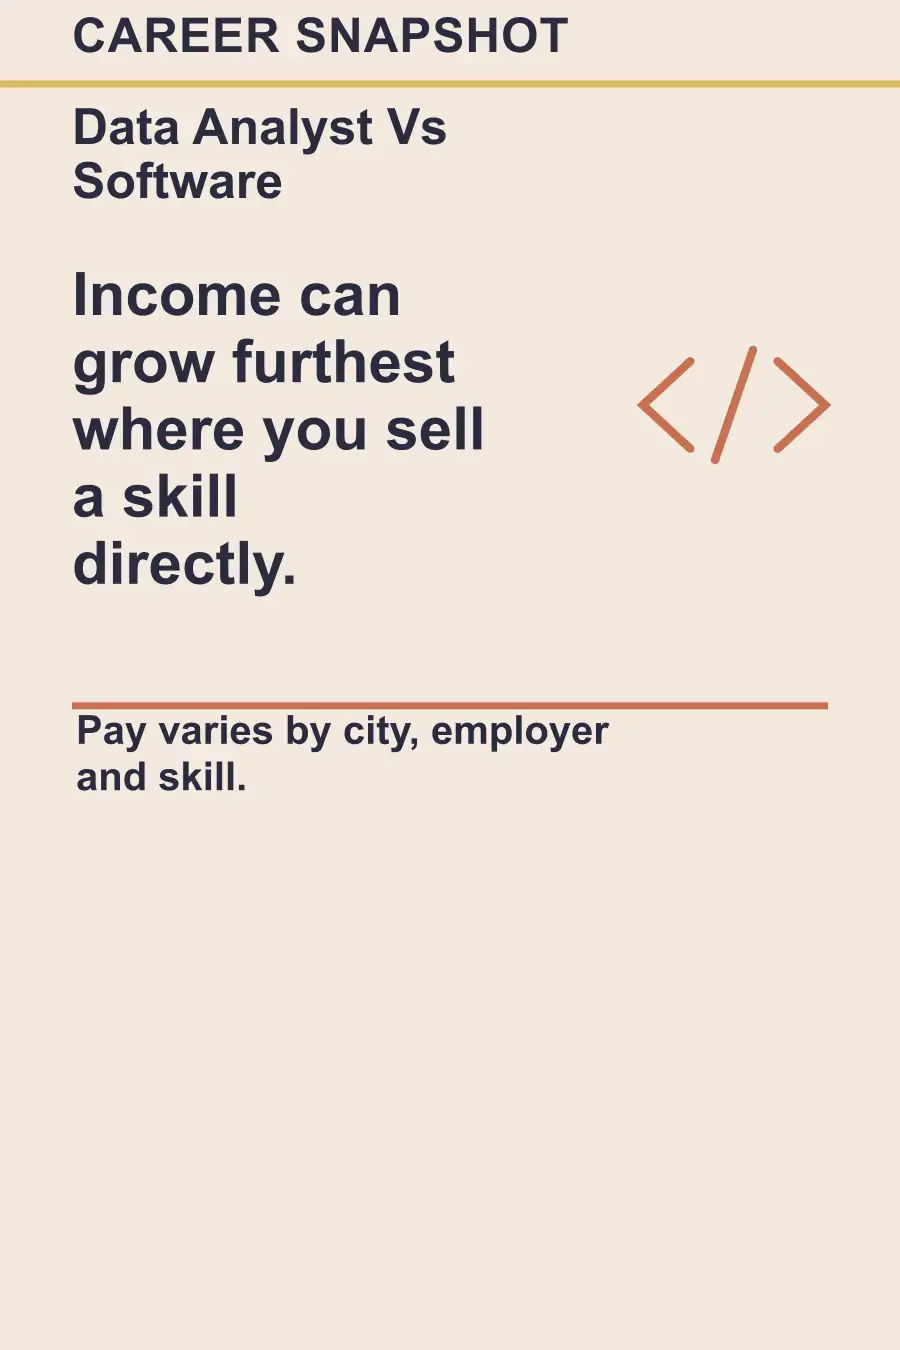 CAREER SNAPSHOT
Data Analyst Vs
Software
Income can
grow furthest
where you sell
a skill
directly.
Pay varies by city, employer
and skill.